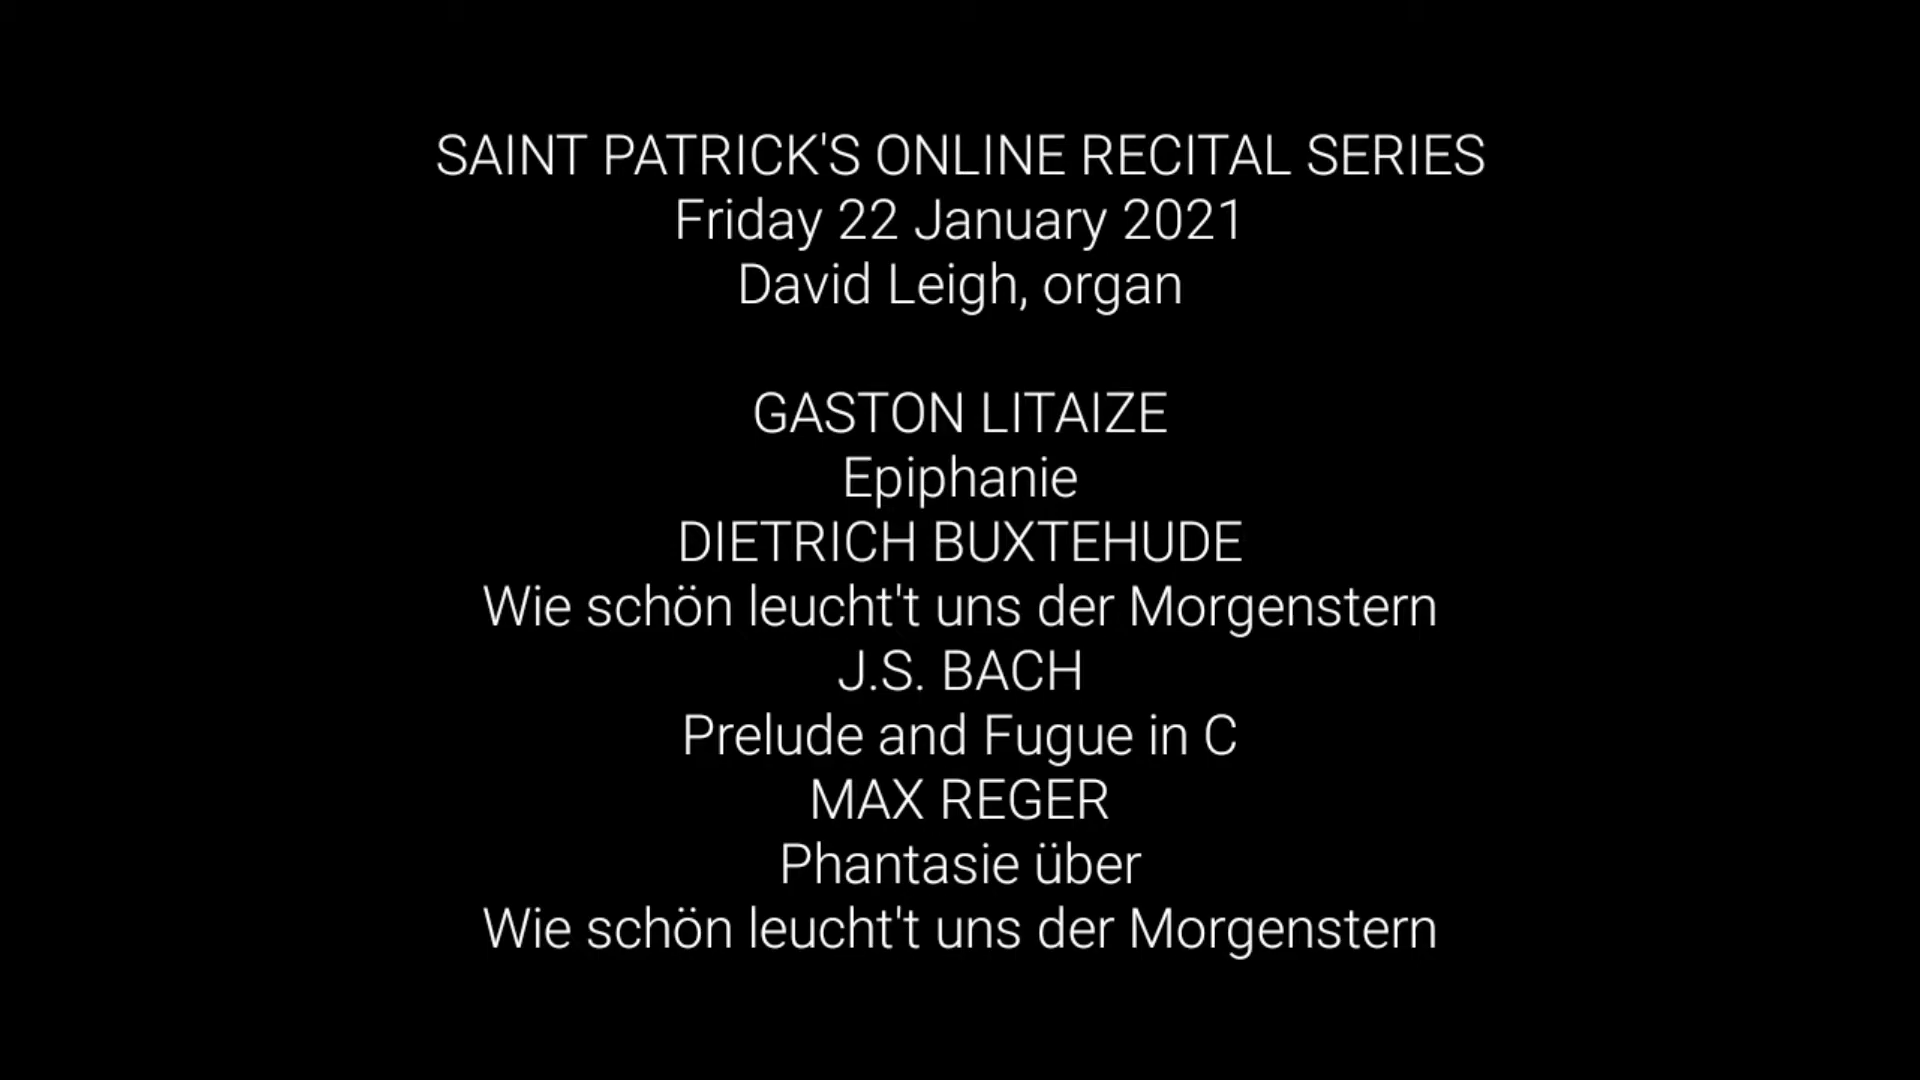 SAINT PATRICK'S ONLINE RECITAL SERIES
Friday 22 January 2021
David Leigh, organ
GASTON LITAIZE
Epiphanie
DIETRICH BUXTEHUDE
Wie schön leucht't uns der Morgenstern
J.S. BACH
Prelude and Fugue in C
MAX REGER
Phantasie über
Wie schön leucht't uns der Morgenstern